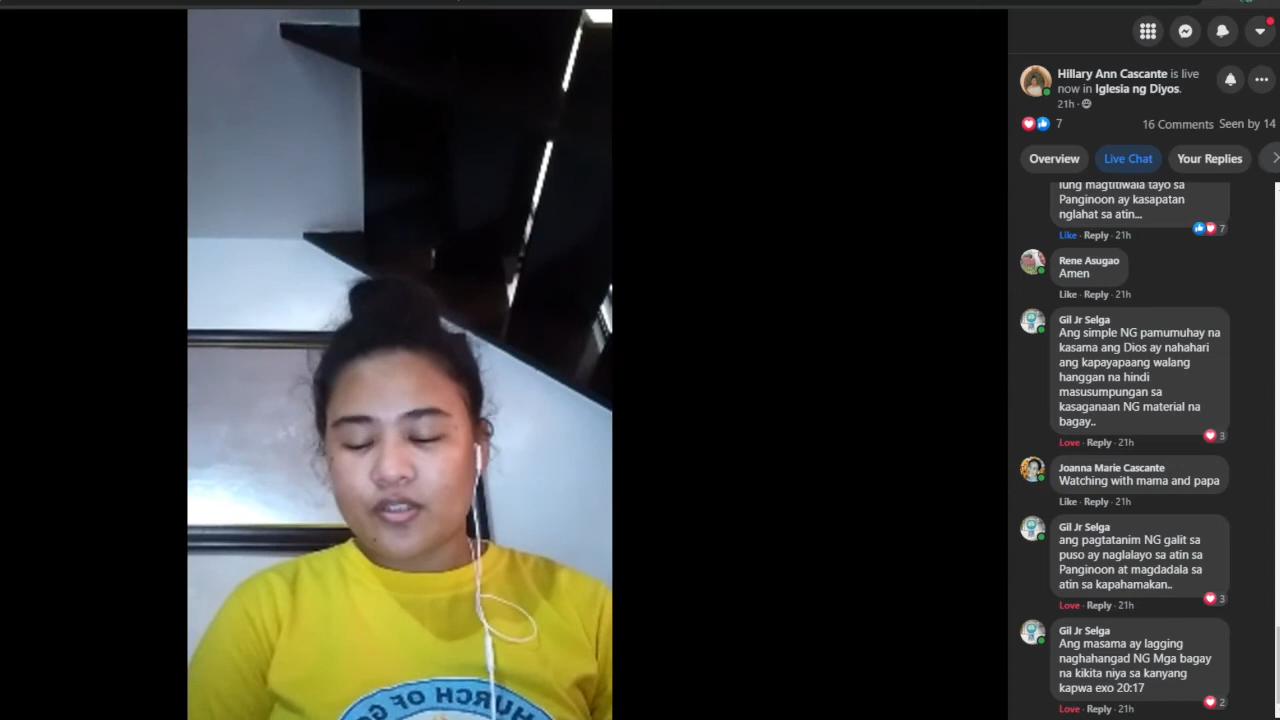 Hillary Ann Cascante is live
now in Iglesia ng Diyos.
21h ·
7
16 Comments Seen by 14
Overview
Live Chat
Your Replies
lung magtitiwala tayo sa
Panginoon ay kasapatan
nglahat sa atin...
Like · Reply · 21h
7
Rene Asugao
Amen
Like · Reply · 21h
Gil Jr Selga
Ang simple NG pamumuhay na
kasama ang Dios ay nahahari
ang kapayapaang walang
hanggan na hindi
masusumpungan sa
kasaganaan NG material na
bagay..
Love · Reply · 21h
3
Joanna Marie Cascante
Watching with mama and papa
Like · Reply · 21h
Gil Jr Selga
ang pagtatanim NG galit sa
puso ay naglalayo sa atin sa
Panginoon at magdadala sa
atin sa kapahamakan..
Love · Reply · 21h
3
Gil Jr Selga
Ang masama ay lagging
naghahangad NG Mga bagay
na kikita niya sa kanyang
kapwa exo 20:17
Love · Reply · 21h
2
CHURCH OF